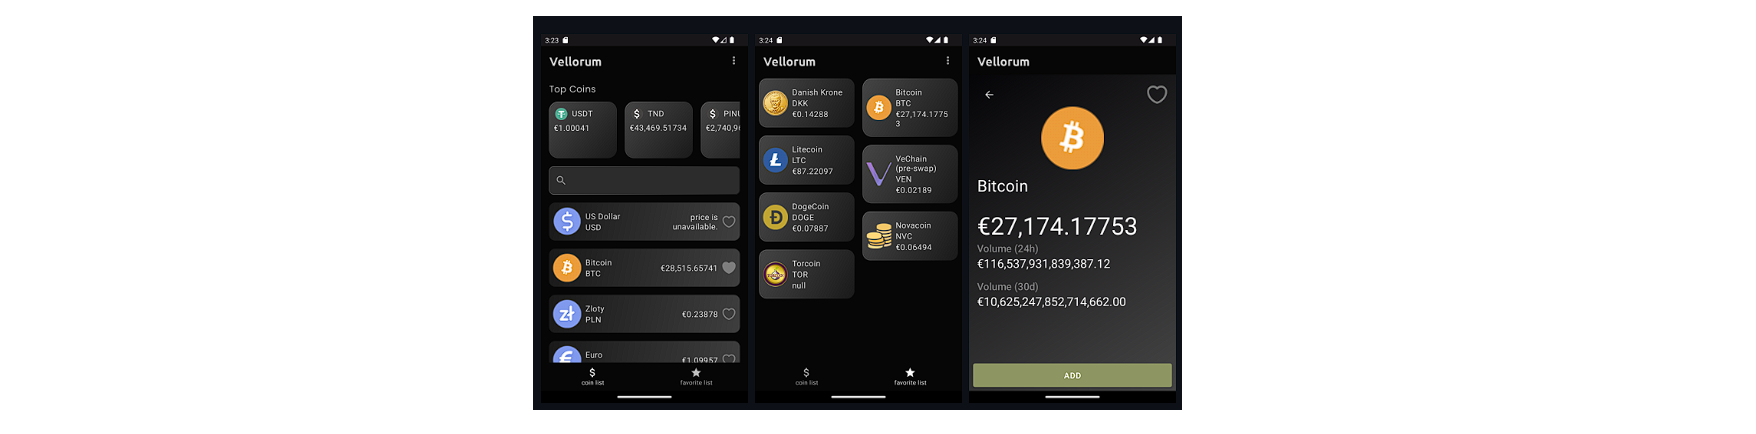 3:23
Vellorum
Top Coins
USDT
€1.00041
TND
€43,469.51734
PINU
€2,740,9
US Dollar
USD
price is
unavailable.
Bitcoin
BTC
€28,515.65741
Zloty
PLN
€0.23878
Euro
€1.09957
coin list
favorite list
3:24
Vellorum
Danish Krone
DKK
€0.14288
Litecoin
LTC
€87.22097
DogeCoin
DOGE
€0.07887
Torcoin
TOR
null
Bitcoin
BTC
€27,174.1775
3
VeChain
(pre-swap)
VEN
€0.02189
Novacoin
NVC
€0.06494
coin list
favorite list
3:24
Vellorum
Bitcoin
€27,174.17753
Volume (24h)
€116,537,931,839,387.12
Volume (30d)
€10,625,247,852,714,662.00
ADD